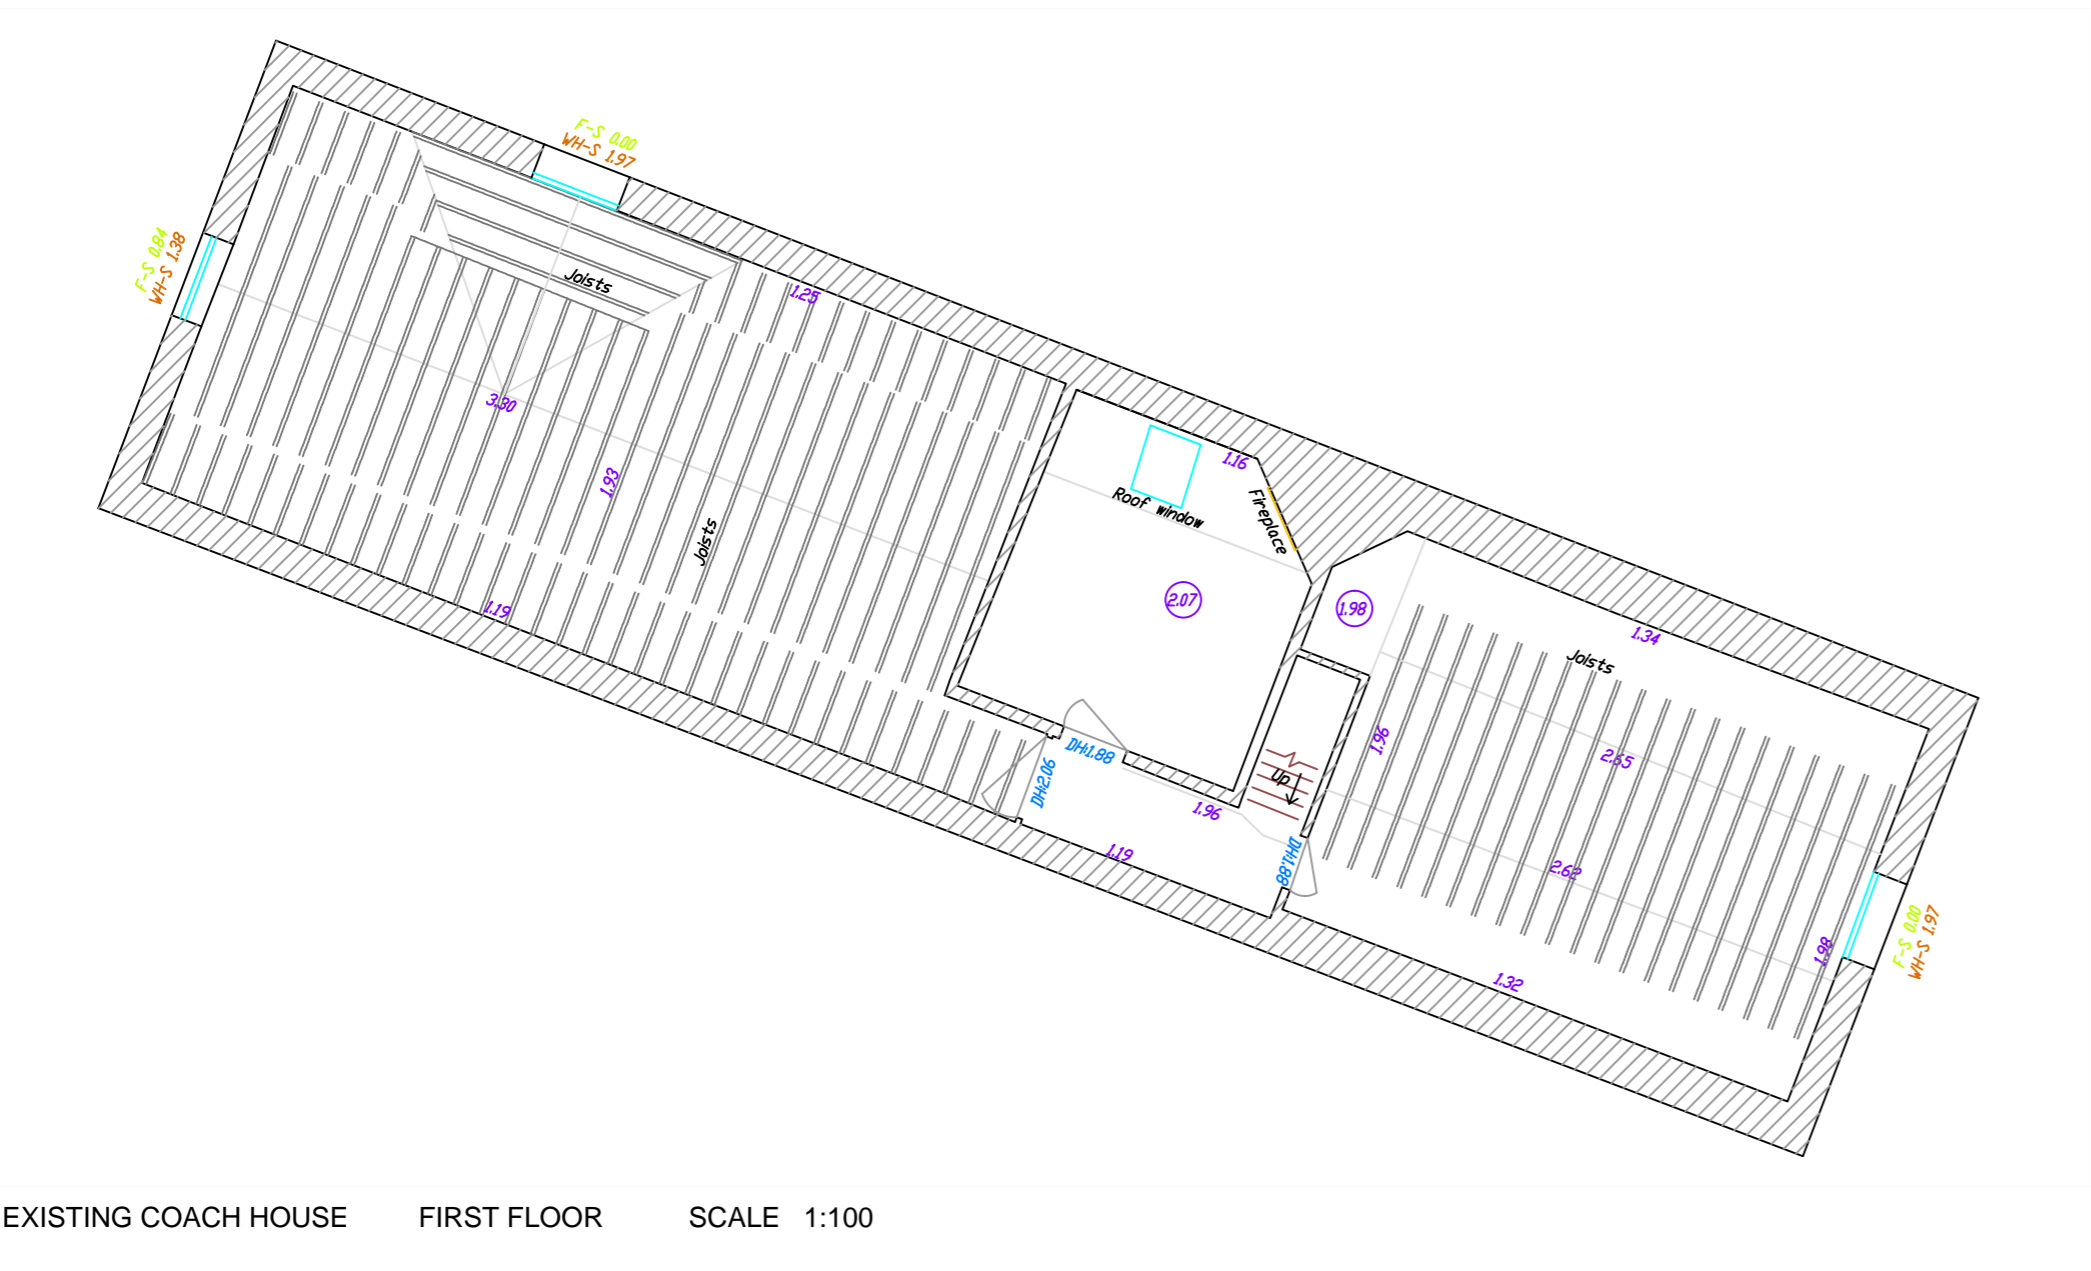 F-S 0.00
WH-S 1.97
F-S 0.84
WH-S 1.38
Joists
1.25
3.30
1.93
Joists
1.19
1.16
Roof window
Fireplace
2.07
1.98
1.34
Joists
1.96
2.65
DH:1.88
DH:2.06
Up
1.96
1.19
DH:1.88
2.62
1.98
F-S 0.00
WH-S 1.97
1.32
EXISTING COACH HOUSE FIRST FLOOR SCALE 1:100